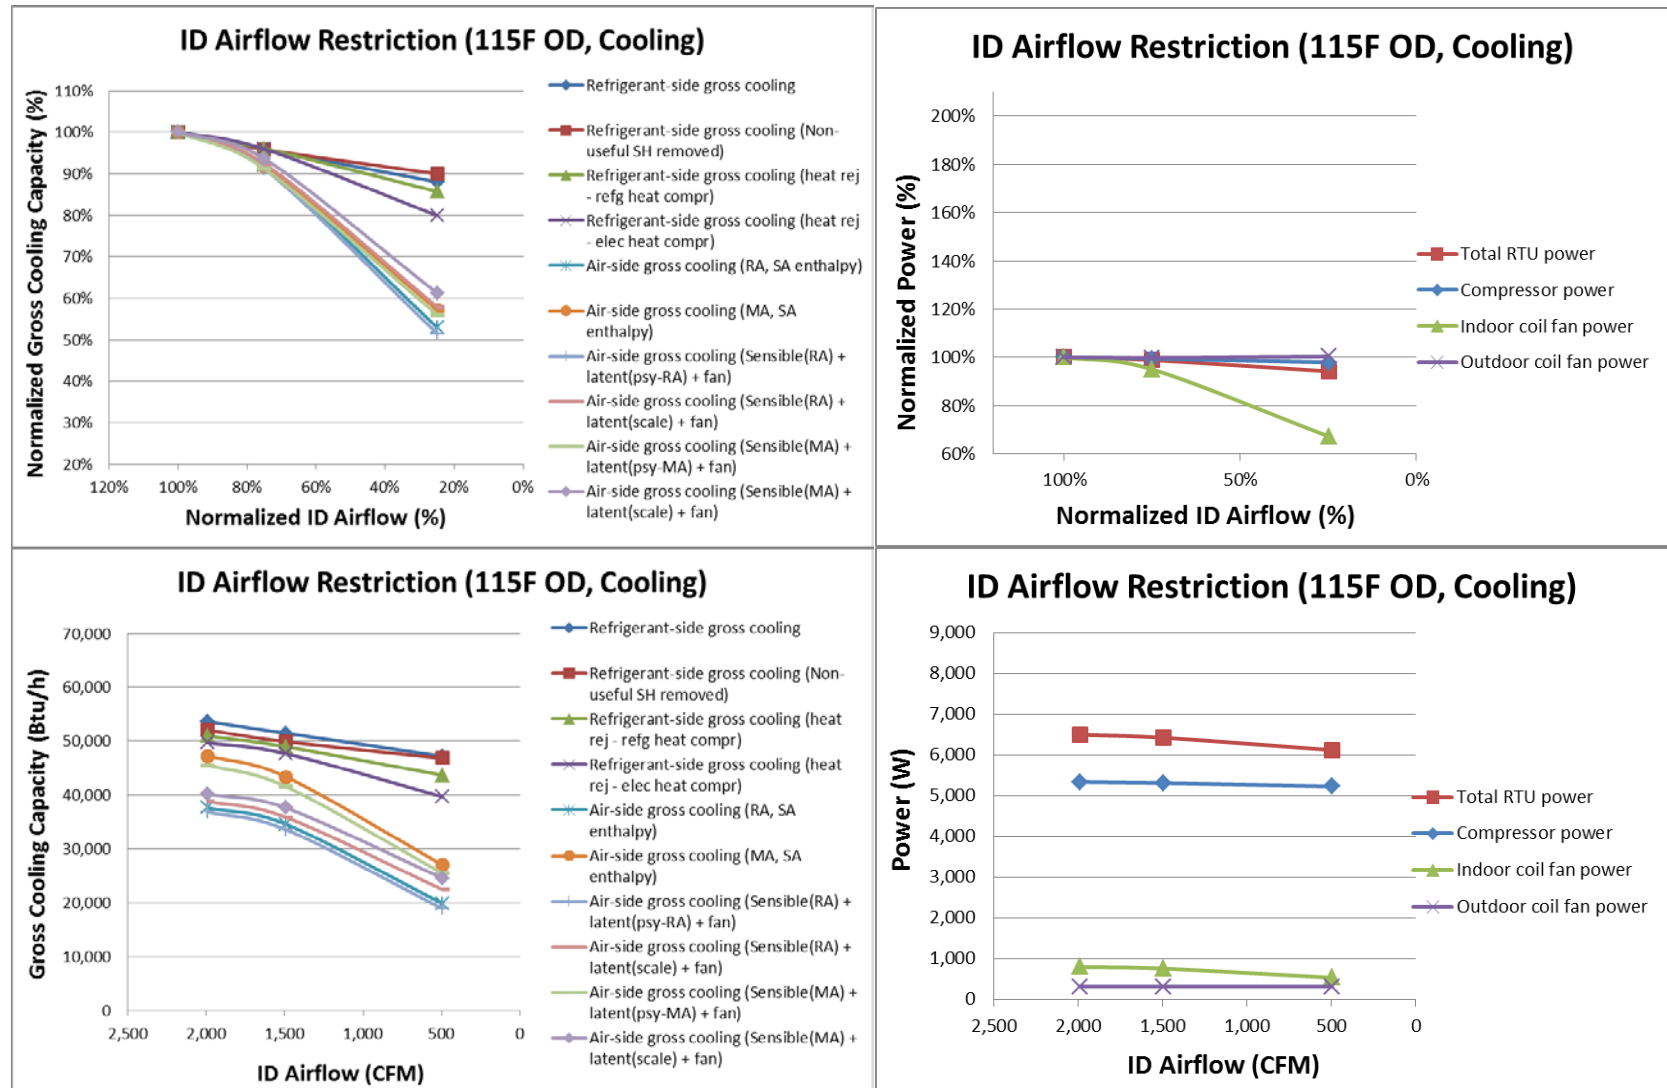 ID Airflow Restriction (115F OD, Cooling)
Normalized Gross Cooling Capacity (%)
110%
100%
90%
80%
70%
60%
50%
40%
30%
20%
120%
100%
80%
60%
40%
20%
0%
Normalized ID Airflow (%)
Refrigerant-side gross cooling
Refrigerant-side gross cooling (Non-
useful SH removed)
Refrigerant-side gross cooling (heat rej
- refg heat compr)
Refrigerant-side gross cooling (heat rej
- elec heat compr)
Air-side gross cooling (RA, SA enthalpy)
Air-side gross cooling (MA, SA
enthalpy)
Air-side gross cooling (Sensible(RA) +
latent(psy-RA) + fan)
Air-side gross cooling (Sensible(RA) +
latent(scale) + fan)
Air-side gross cooling (Sensible(MA) +
latent(psy-MA) + fan)
Air-side gross cooling (Sensible(MA) +
latent(scale) + fan)
ID Airflow Restriction (115F OD, Cooling)
Normalized Power (%)
200%
180%
160%
140%
120%
100%
80%
60%
100%
50%
0%
Normalized ID Airflow (%)
Total RTU power
Compressor power
Indoor coil fan power
Outdoor coil fan power
ID Airflow Restriction (115F OD, Cooling)
Gross Cooling Capacity (Btu/h)
70,000
60,000
50,000
40,000
30,000
20,000
10,000
0
2,500
2,000
1,500
1,000
500
0
ID Airflow (CFM)
Refrigerant-side gross cooling
Refrigerant-side gross cooling (Non-
useful SH removed)
Refrigerant-side gross cooling (heat
rej - refg heat compr)
Refrigerant-side gross cooling (heat
rej - elec heat compr)
Air-side gross cooling (RA, SA
enthalpy)
Air-side gross cooling (MA, SA
enthalpy)
Air-side gross cooling (Sensible(RA) +
latent(psy-RA) + fan)
Air-side gross cooling (Sensible(RA) +
latent(scale) + fan)
Air-side gross cooling (Sensible(MA) +
latent(psy-MA) + fan)
Air-side gross cooling (Sensible(MA) +
latent(scale) + fan)
ID Airflow Restriction (115F OD, Cooling)
Power (W)
9,000
8,000
7,000
6,000
5,000
4,000
3,000
2,000
1,000
0
2,500
2,000
1,500
1,000
500
0
ID Airflow (CFM)
Total RTU power
Compressor power
Indoor coil fan power
Outdoor coil fan power